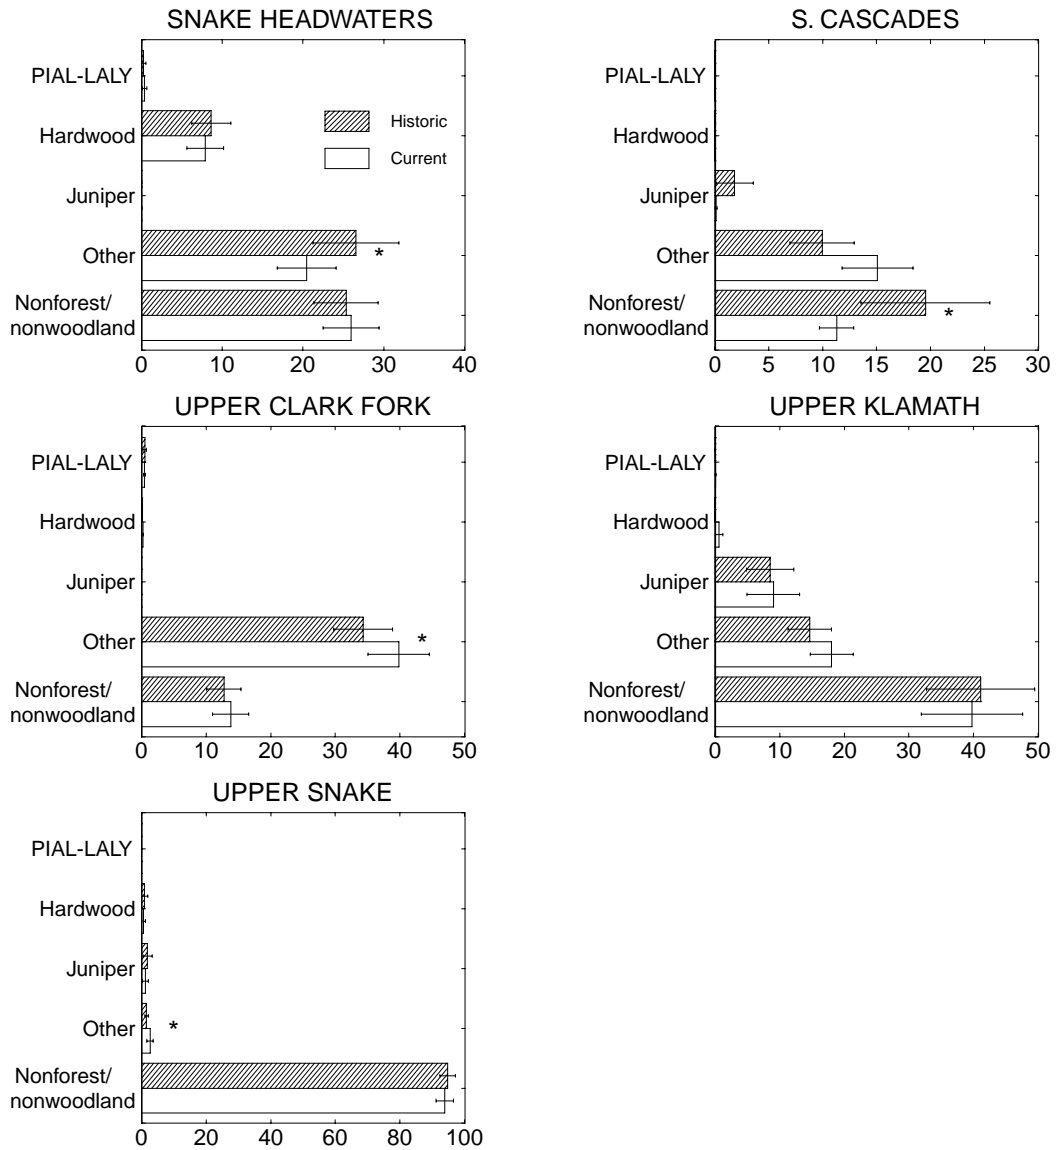 SNAKE HEADWATERS
PIAL-LALY
Hardwood
Juniper
Other
*
Nonforest/
nonwoodland
Historic
Current
0 10 20 30 40
S. CASCADES
PIAL-LALY
Hardwood
Juniper
Other
Nonforest/
nonwoodland
*
0 5 10 15 20 25 30
UPPER CLARK FORK
PIAL-LALY
Hardwood
Juniper
Other
*
Nonforest/
nonwoodland
0 10 20 30 40 50
UPPER KLAMATH
PIAL-LALY
Hardwood
Juniper
Other
Nonforest/
nonwoodland
0 10 20 30 40 50
UPPER SNAKE
PIAL-LALY
Hardwood
Juniper
Other
*
Nonforest/
nonwoodland
0 20 40 60 80 100